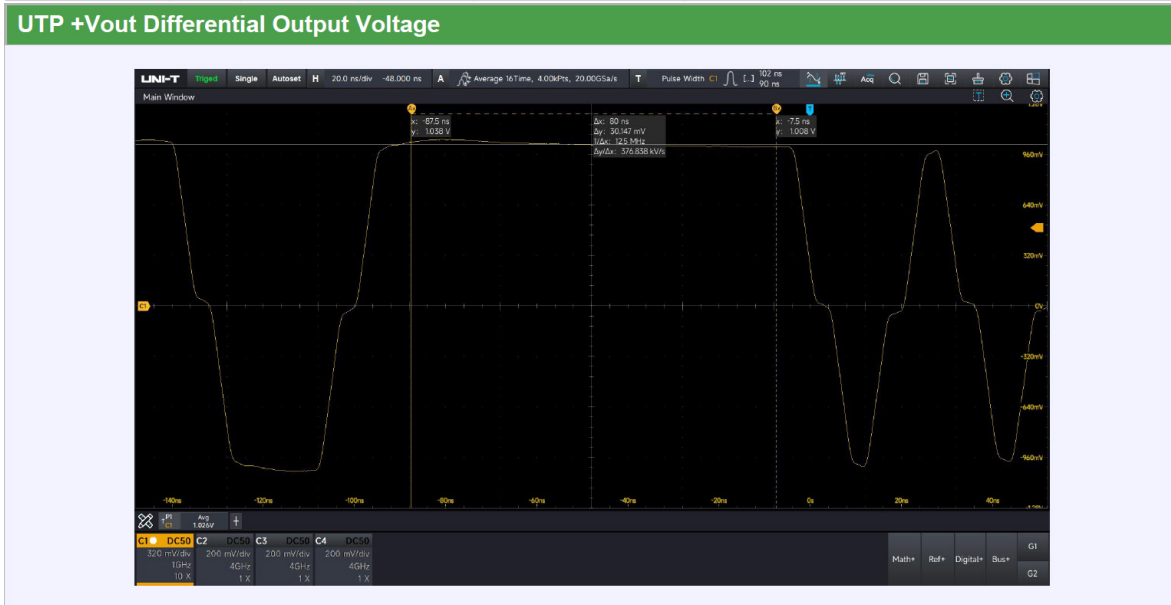 UTP +Vout Differential Output Voltage
UNI-T Triged Single Autoset H 20.0 ns/div -48.000 ns A Average 16Time, 4.00kPts, 20.00GSa/s T Pulse Width C1 [..] 102 ns 90 ns Acq
Main Window
x: -87.5 ns
y: 1.038 V
Δx: 80 ns
Δy: 30.147 mV
1/Δx: 12.5 MHz
Δy/Δx: 376.838 kV/s
x: -7.5 ns
y: 1.008 V
960mV
640mV
320mV
C1 0V
-320mV
-640mV
-960mV
-140ns -120ns -100ns -80ns -60ns -40ns -20ns 0s 20ns 40ns
P1 Avg
C1 1.026V
C1 DC50 C2 DC50 C3 DC50 C4 DC50
320 mV/div 200 mV/div 200 mV/div 200 mV/div
1GHz 4GHz 4GHz 4GHz
10 X 1 X 1 X 1 X
Math+ Ref+ Digital+ Bus+ G1
G2